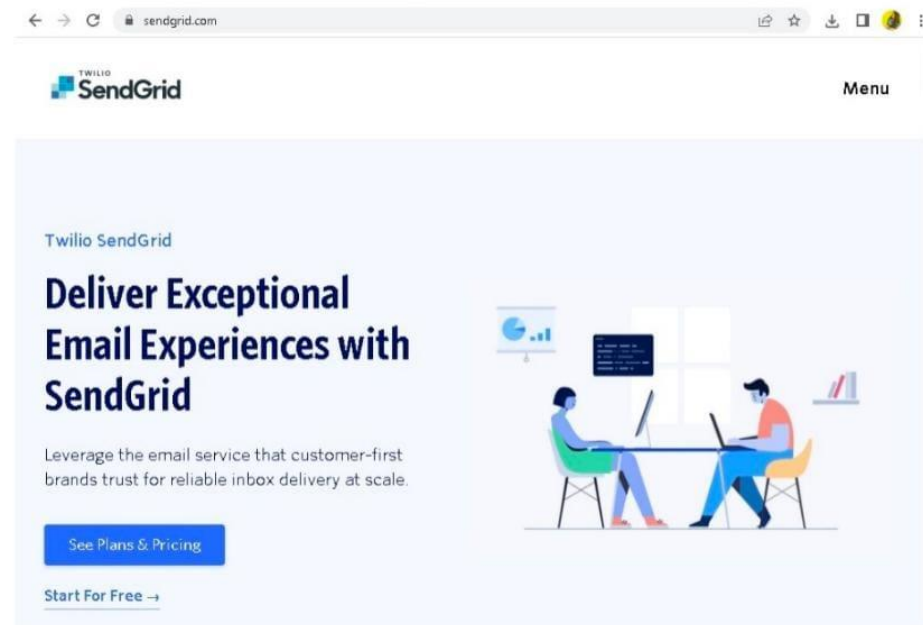 sendgrid.com
TWILIO
SendGrid
Menu
Twilio SendGrid
Deliver Exceptional
Email Experiences with
SendGrid
Leverage the email service that customer-first
brands trust for reliable inbox delivery at scale.
See Plans & Pricing
Start For Free →